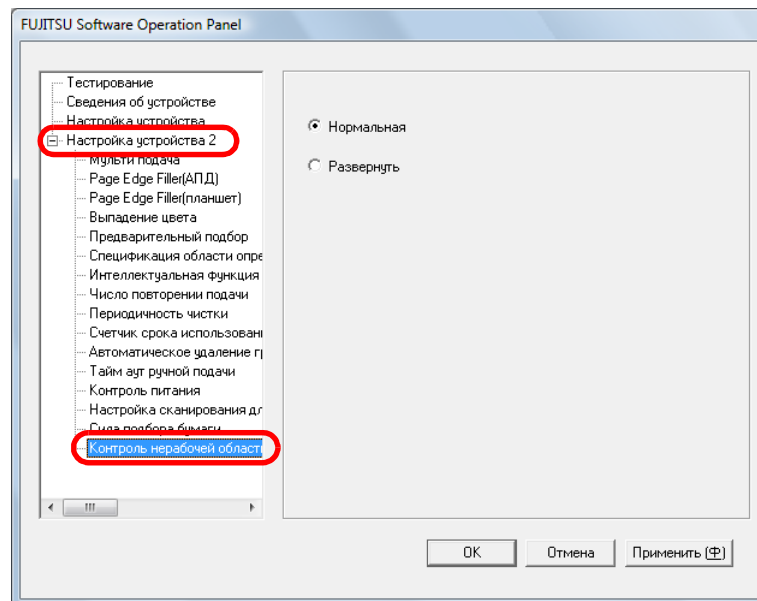 FUJITSU Software Operation Panel
Тестирование
Сведения об устройстве
Настройка устройства
Настройка устройства 2
Мульти подача
Page Edge Filler(АПД)
Page Edge Filler(планшет)
Выпадение цвета
Предварительный подбор
Спецификация области опре
Интеллектуальная функция
Число повторении подачи
Периодичность чистки
Счетчик срока использовани
Автоматическое удаление гр
Тайм аут ручной подачи
Контроль питания
Настройка сканирования дл
Сила подбора бумаги
Контроль нерабочей област
Нормальная
Развернуть
OK
Отмена
Применить (Ф)